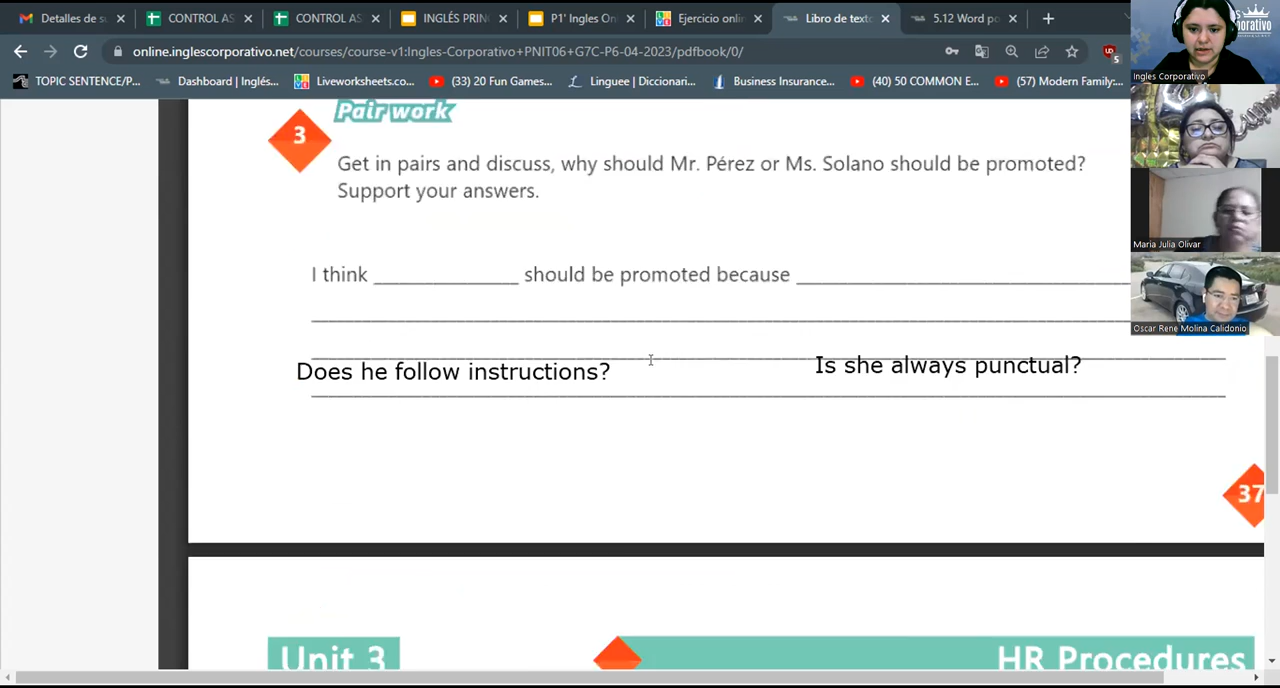 Detalles de su
CONTROL AS
CONTROL AS
INGLÉS PRIN
P1' Ingles On
Ejercicio onlin
Libro de texto
5.12 Word po
online.inglescorporativo.net/courses/course-v1:Ingles-Corporativo+PNIT06+G7C-P6-04-2023/pdfbook/0/
5
TOPIC SENTENCE/P...
Dashboard | Inglés...
Liveworksheets.co...
(33) 20 Fun Games...
Linguee | Diccionari...
Business Insurance...
(40) 50 COMMON E...
(57) Modern Family:...
Ingles Corporativo
Maria Julia Olivar
Oscar Rene Molina Calidonio
3
Pair work
Get in pairs and discuss, why should Mr. Pérez or Ms. Solano should be promoted?
Support your answers.
I think ______________ should be promoted because
Does he follow instructions?
Is she always punctual?
37
Unit 3
HR Procedures